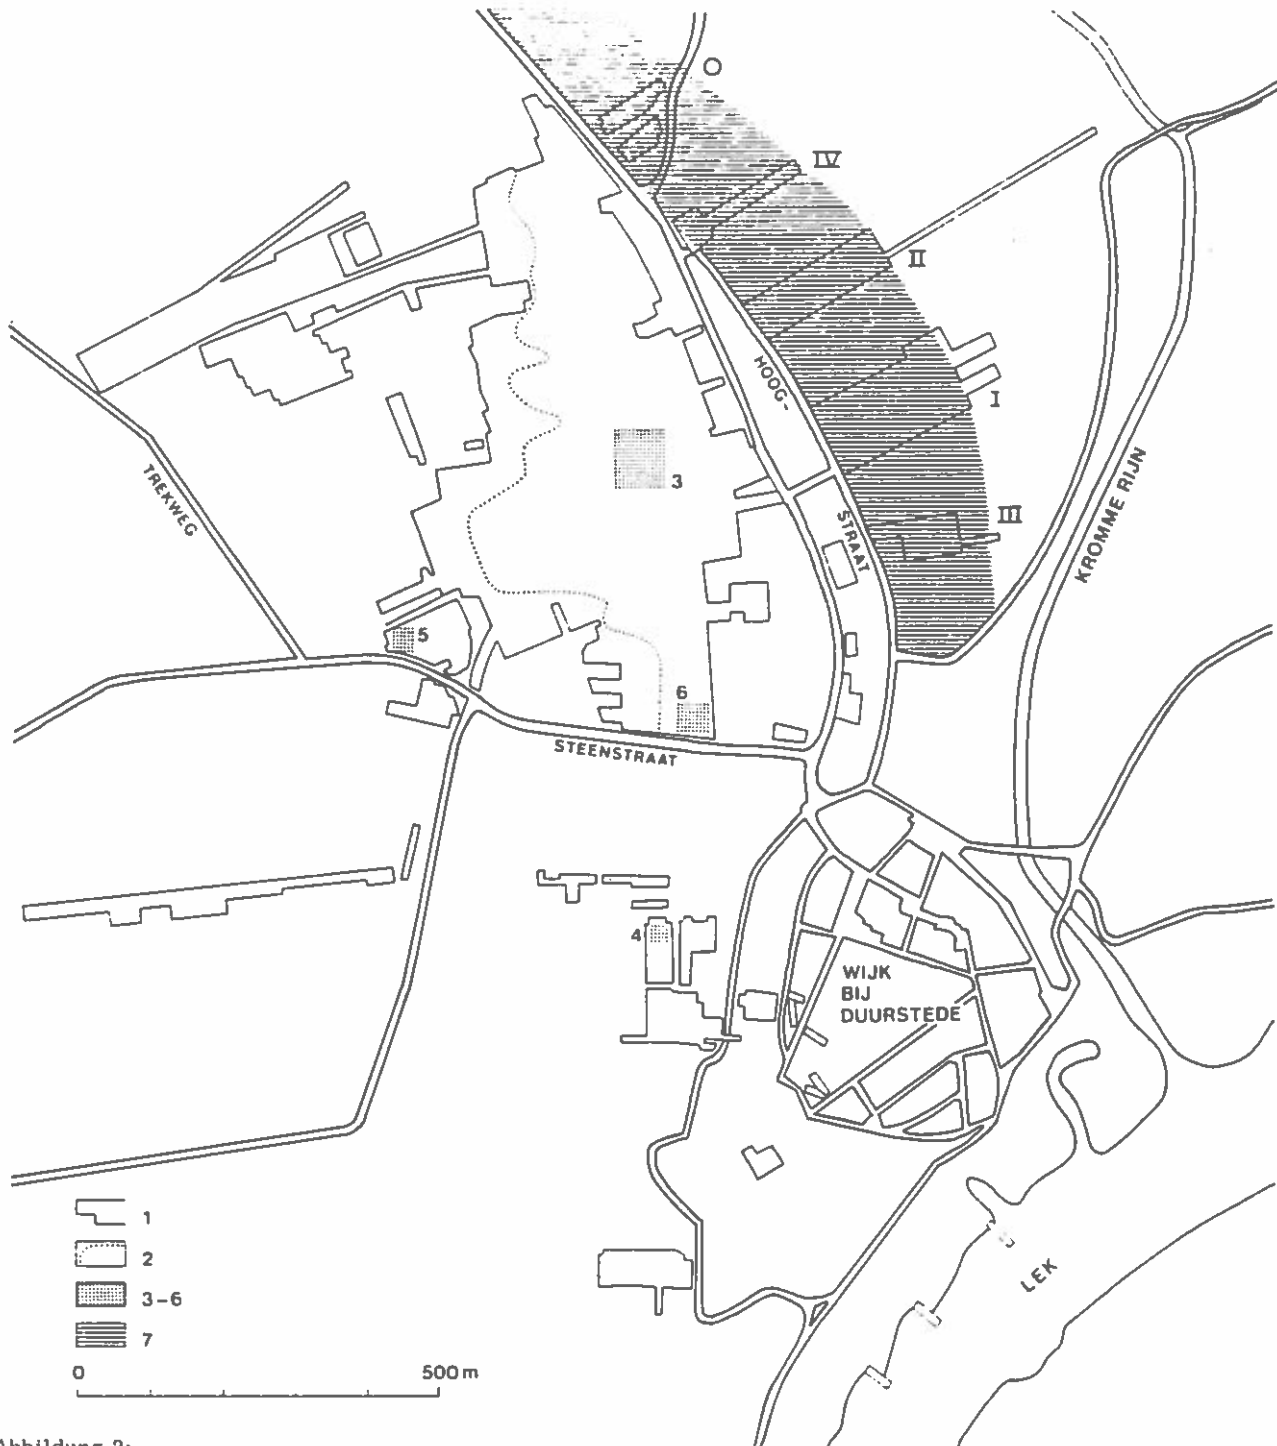 O
IV
II
HOOG-
I
3
TREKWEG
STRAAT
III
KROMME RIJN
5
6
STEENSTRAAT
4
WIJK
BIJ
DUURSTEDE
1
2
3-6
7
LEK
0 500m
Abbildung 2: